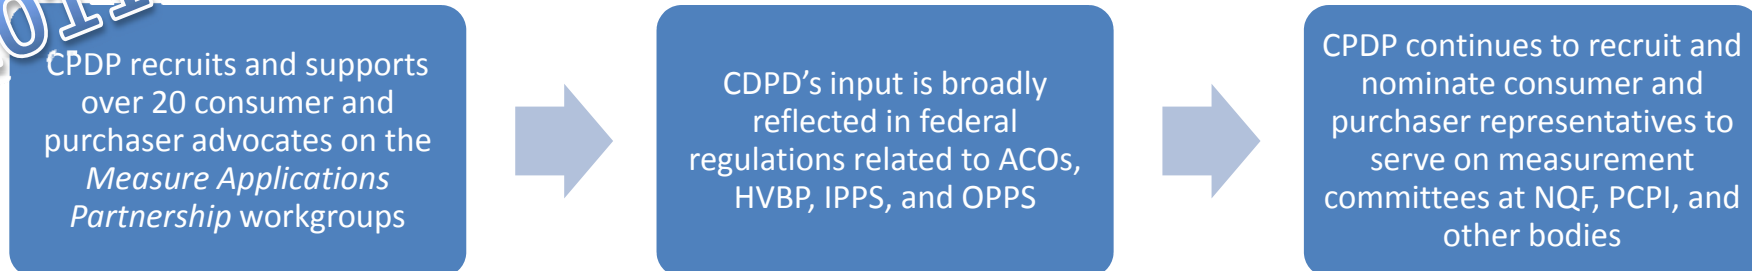 CPDP recruits and supports
over 20 consumer and
purchaser advocates on the
Measure Applications
Partnership workgroups
CDPD’s input is broadly
reflected in federal
regulations related to ACOs,
HVBP, IPPS, and OPPS
CPDP continues to recruit and
nominate consumer and
purchaser representatives to
serve on measurement
committees at NQF, PCPI, and
other bodies